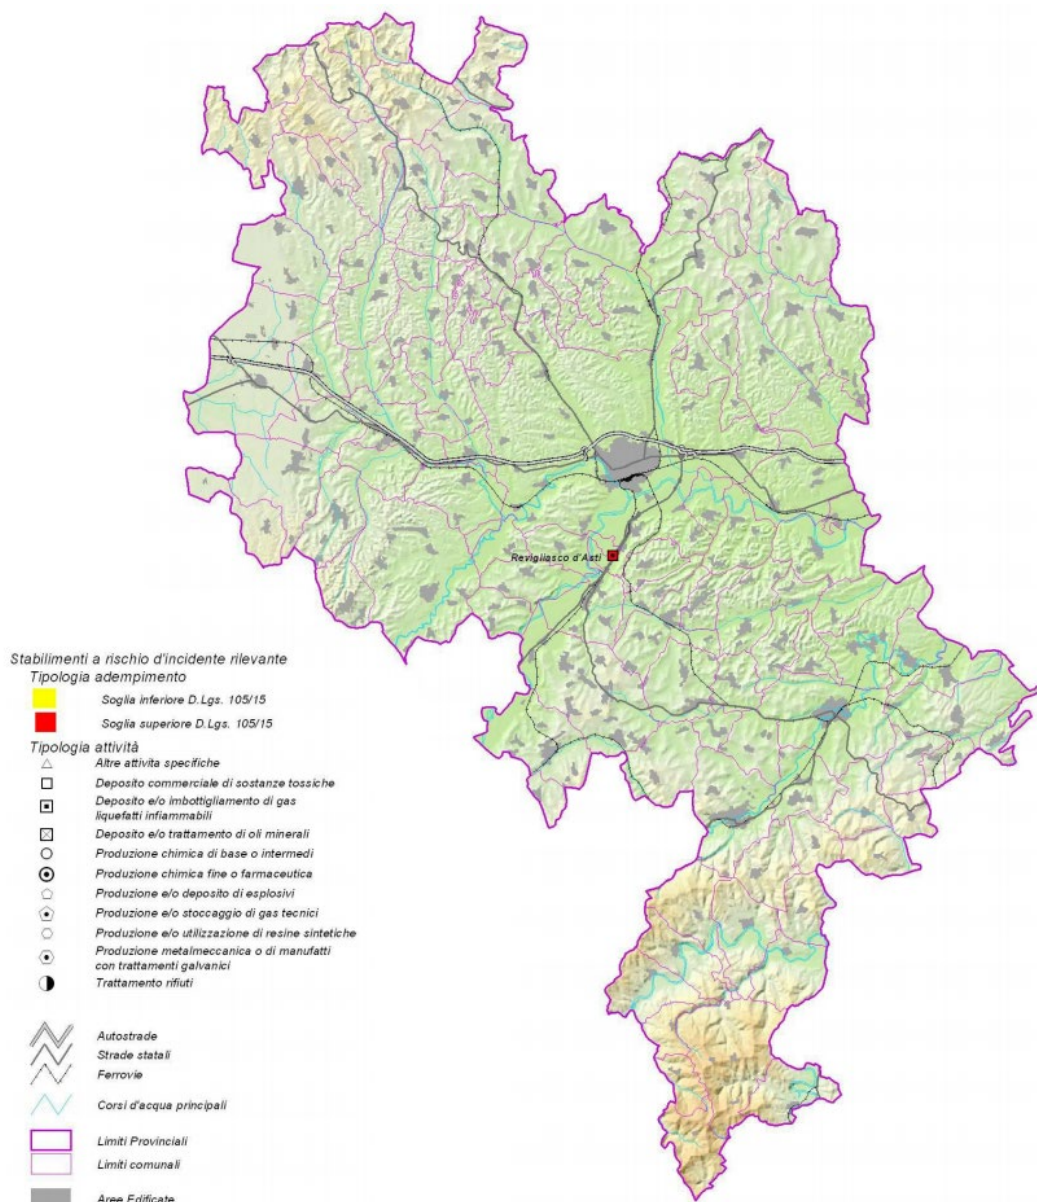 Revigliasco d'Asti
Stabilimenti a rischio d'incidente rilevante
Tipologia adempimento
Soglia inferiore D.Lgs. 105/15
Soglia superiore D.Lgs. 105/15
Tipologia attività
Altre attivita specifiche
Deposito commerciale di sostanze tossiche
Deposito e/o imbottigliamento di gas
liquefatti infiammabili
Deposito e/o trattamento di oli minerali
Produzione chimica di base o intermedi
Produzione chimica fine o farmaceutica
Produzione e/o deposito di esplosivi
Produzione e/o stoccaggio di gas tecnici
Produzione e/o utilizzazione di resine sintetiche
Produzione metalmeccanica o di manufatti
con trattamenti galvanici
Trattamento rifiuti
Autostrade
Strade statali
Ferrovie
Corsi d'acqua principali
Limiti Provinciali
Limiti comunali
Aree Edificate